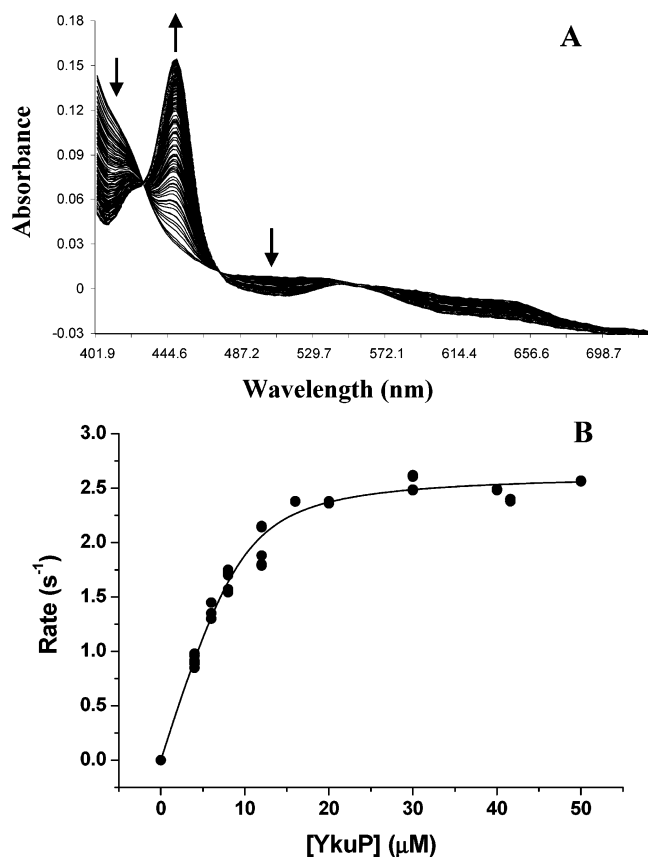 A
0.18
0.15
0.12
0.09
0.06
0.03
0
-0.03
Absorbance
401.9 444.6 487.2 529.7 572.1 614.4 656.6 698.7
Wavelength (nm)
B
3.0
2.5
2.0
1.5
1.0
0.5
0.0
Rate (s⁻¹)
0 10 20 30 40 50
[YkuP] (μM)